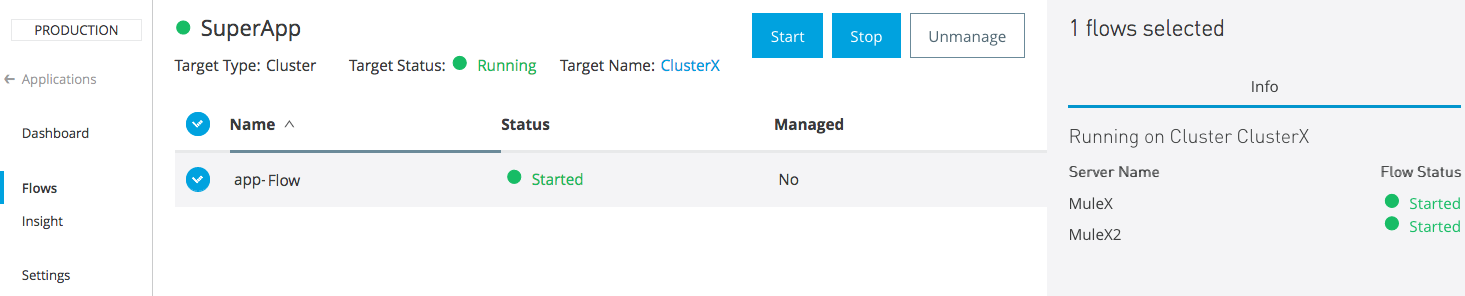 PRODUCTION
Applications
Dashboard
Flows
Insight
Settings
SuperApp
Start
Stop
Unmanage
Target Type: Cluster Target Status: Running Target Name: ClusterX
Name Status Managed
app-Flow Started No
1 flows selected
Info
Running on Cluster ClusterX
Server Name Flow Status
MuleX Started
MuleX2 Started